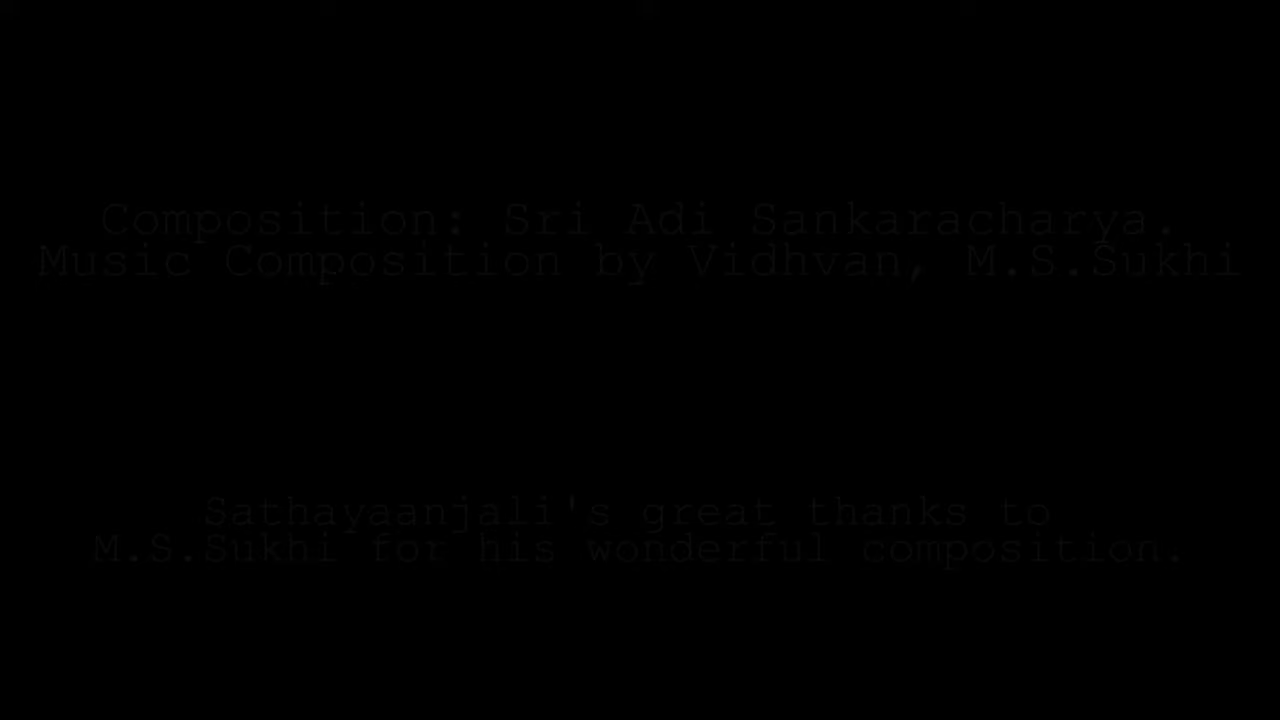 Composition: Sri Adi Sankaracharya.
Music Composition by Vidhvan, M.S.Sukhi
Sathayaanjali's great thanks to
M.S.Sukhi for his wonderful composition.